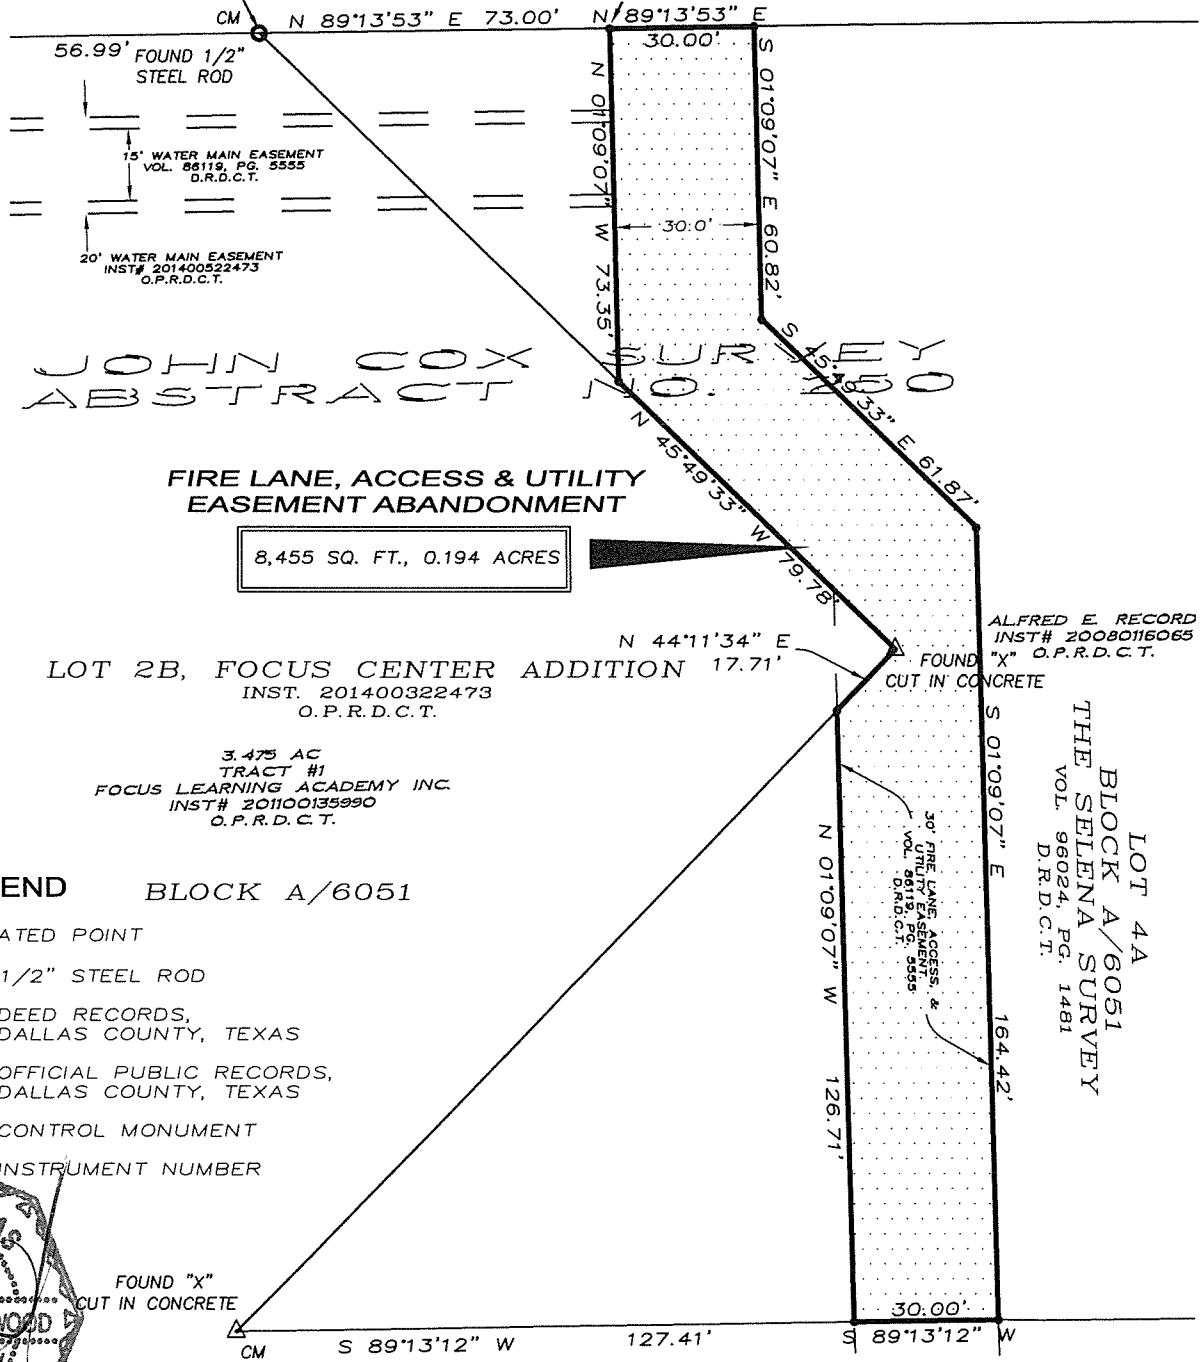 CM
N 89°13'53" E 73.00'
N 89°13'53" E
30.00'
56.99'
FOUND 1/2"
STEEL ROD
N 01°09'07" W 73.35'
S 01°09'07" E 60.82'
15' WATER MAIN EASEMENT
VOL. 86119, PG. 5555
D.R.D.C.T.
30.0'
20' WATER MAIN EASEMENT
INST# 201400522473
O.P.R.D.C.T.
JOHN COX SURVEY
ABSTRACT NO. 250
S 45°49'33" E 61.87'
N 45°49'33" W 79.78'
FIRE LANE, ACCESS & UTILITY
EASEMENT ABANDONMENT
8,455 SQ. FT., 0.194 ACRES
N 44°11'34" E
17.71'
ALFRED E. RECORD
INST# 20080116065
O.P.R.D.C.T.
FOUND "X"
CUT IN CONCRETE
LOT 2B, FOCUS CENTER ADDITION
INST. 201400322473
O.P.R.D.C.T.
3.475 AC
TRACT #1
FOCUS LEARNING ACADEMY INC.
INST# 201100135990
O.P.R.D.C.T.
S 01°09'07" E 164.42'
LOT 4A
BLOCK A/6051
THE SELENA SURVEY
VOL. 96024, PG. 1481
D.R.D.C.T.
30' FIRE LANE, ACCESS, &
UTILITY EASEMENT
VOL. 86119, PG. 5555
D.R.D.C.T.
N 01°09'07" W 126.71'
END
BLOCK A/6051
ATED POINT
1/2" STEEL ROD
DEED RECORDS,
DALLAS COUNTY, TEXAS
OFFICIAL PUBLIC RECORDS,
DALLAS COUNTY, TEXAS
CONTROL MONUMENT
INSTRUMENT NUMBER
AS
WOOD
FOUND "X"
CUT IN CONCRETE
CM
S 89°13'12" W 127.41'
30.00'
S 89°13'12" W